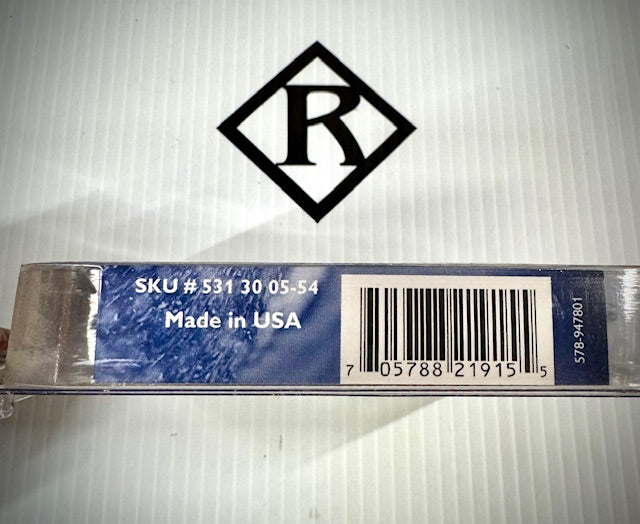 R
SKU # 531 30 05-54
Made in USA
7 05788 21915 5
578-947801